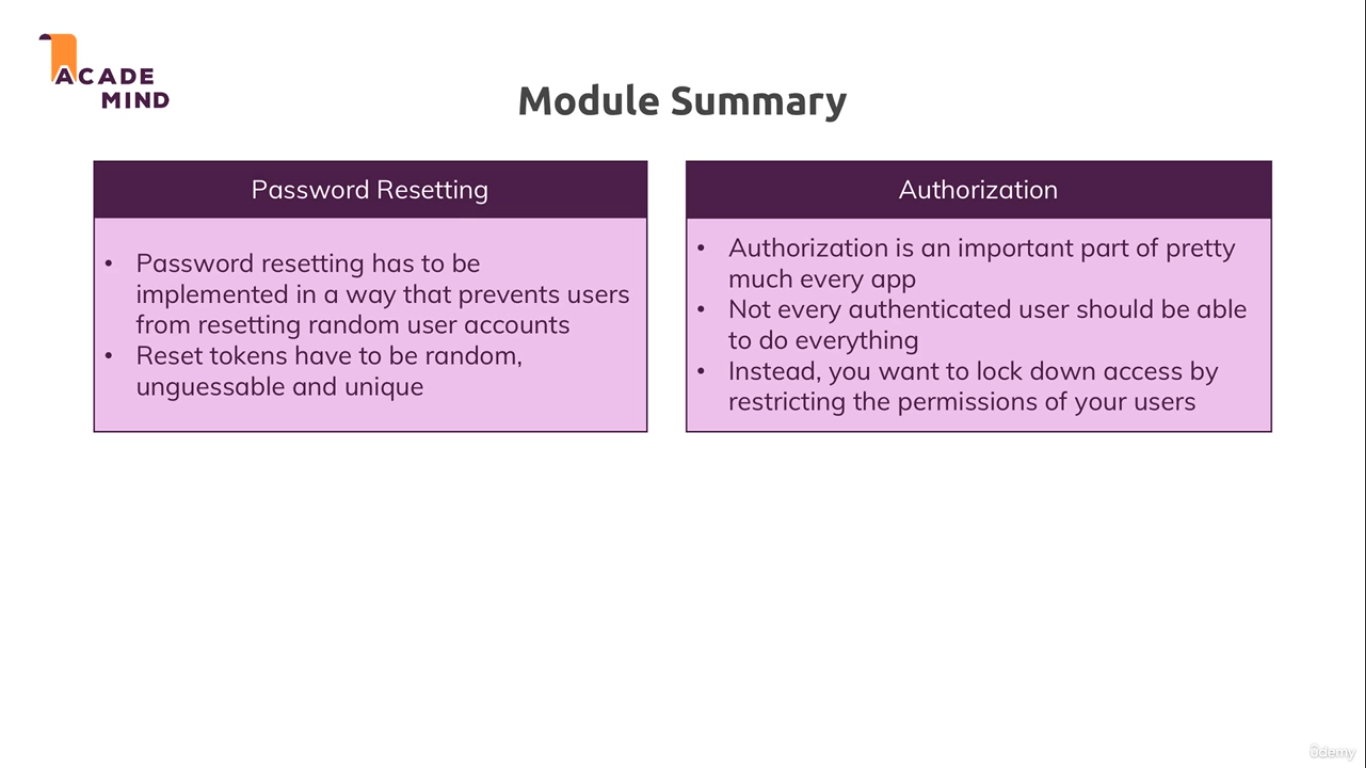 ACADE
MIND
Module Summary
Password Resetting
• Password resetting has to be
implemented in a way that prevents users
from resetting random user accounts
• Reset tokens have to be random,
unguessable and unique
Authorization
• Authorization is an important part of pretty
much every app
• Not every authenticated user should be able
to do everything
• Instead, you want to lock down access by
restricting the permissions of your users
ûdemy